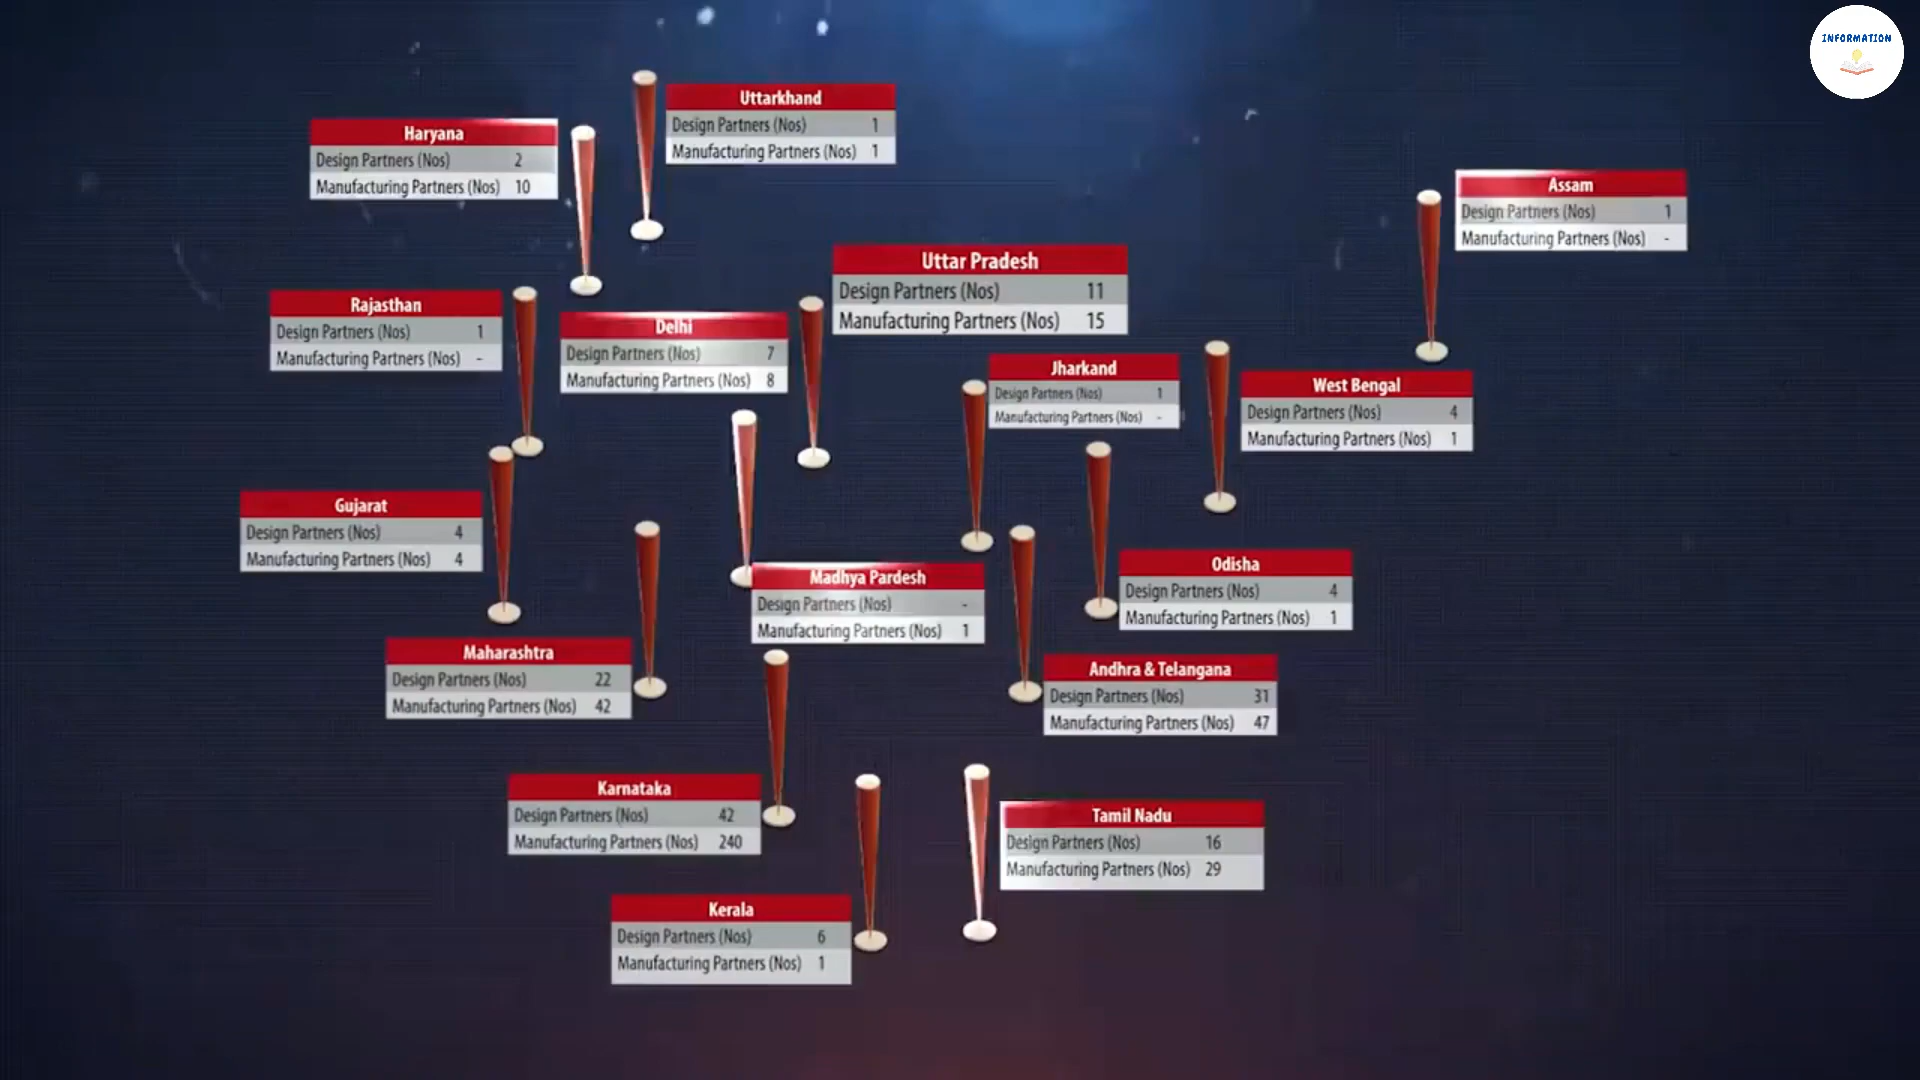 INFORMATION
Uttarkhand
Design Partners (Nos) 1
Manufacturing Partners (Nos) 1
Haryana
Design Partners (Nos) 2
Manufacturing Partners (Nos) 10
Assam
Design Partners (Nos) 1
Manufacturing Partners (Nos) -
Uttar Pradesh
Design Partners (Nos) 11
Manufacturing Partners (Nos) 15
Rajasthan
Design Partners (Nos) 1
Manufacturing Partners (Nos) -
Delhi
Design Partners (Nos) 7
Manufacturing Partners (Nos) 8
Jharkand
Design Partners (Nos) 1
Manufacturing Partners (Nos) -
West Bengal
Design Partners (Nos) 4
Manufacturing Partners (Nos) 1
Gujarat
Design Partners (Nos) 4
Manufacturing Partners (Nos) 4
Madhya Pardesh
Design Partners (Nos) -
Manufacturing Partners (Nos) 1
Odisha
Design Partners (Nos) 4
Manufacturing Partners (Nos) 1
Maharashtra
Design Partners (Nos) 22
Manufacturing Partners (Nos) 42
Andhra & Telangana
Design Partners (Nos) 31
Manufacturing Partners (Nos) 47
Karnataka
Design Partners (Nos) 42
Manufacturing Partners (Nos) 240
Tamil Nadu
Design Partners (Nos) 16
Manufacturing Partners (Nos) 29
Kerala
Design Partners (Nos) 6
Manufacturing Partners (Nos) 1